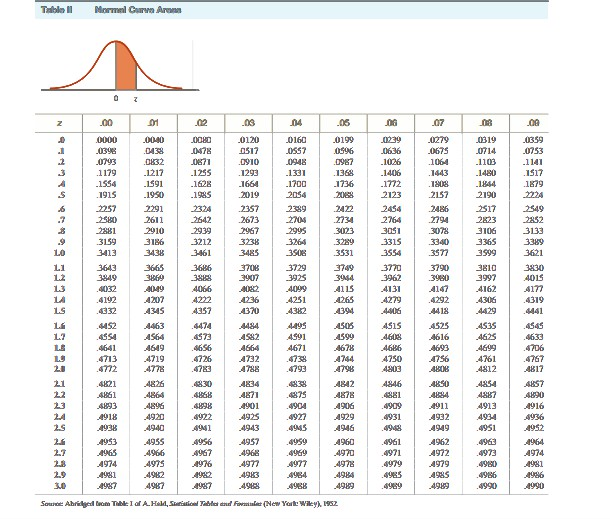 Table II Normal Curve Areas
0 z
z .00 .01 .02 .03 .04 .05 .06 .07 .08 .09
.0 .0000 .0040 .0080 .0120 .0160 .0199 .0239 .0279 .0319 .0359
.1 .0398 .0438 .0478 .0517 .0557 .0596 .0636 .0675 .0714 .0753
.2 .0793 .0832 .0871 .0910 .0948 .0987 .1026 .1064 .1103 .1141
.3 .1179 .1217 .1255 .1293 .1331 .1368 .1406 .1443 .1480 .1517
.4 .1554 .1591 .1628 .1664 .1700 .1736 .1772 .1808 .1844 .1879
.5 .1915 .1950 .1985 .2019 .2054 .2088 .2123 .2157 .2190 .2224
.6 .2257 .2291 .2324 .2357 .2389 .2422 .2454 .2486 .2517 .2549
.7 .2580 .2611 .2642 .2673 .2704 .2734 .2764 .2794 .2823 .2852
.8 .2881 .2910 .2939 .2967 .2995 .3023 .3051 .3078 .3106 .3133
.9 .3159 .3186 .3212 .3238 .3264 .3289 .3315 .3340 .3365 .3389
1.0 .3413 .3438 .3461 .3485 .3508 .3531 .3554 .3577 .3599 .3621
1.1 .3643 .3665 .3686 .3708 .3729 .3749 .3770 .3790 .3810 .3830
1.2 .3849 .3869 .3888 .3907 .3925 .3944 .3962 .3980 .3997 .4015
1.3 .4032 .4049 .4066 .4082 .4099 .4115 .4131 .4147 .4162 .4177
1.4 .4192 .4207 .4222 .4236 .4251 .4265 .4279 .4292 .4306 .4319
1.5 .4332 .4345 .4357 .4370 .4382 .4394 .4406 .4418 .4429 .4441
1.6 .4452 .4463 .4474 .4484 .4495 .4505 .4515 .4525 .4535 .4545
1.7 .4554 .4564 .4573 .4582 .4591 .4599 .4608 .4616 .4625 .4633
1.8 .4641 .4649 .4656 .4664 .4671 .4678 .4686 .4693 .4699 .4706
1.9 .4713 .4719 .4726 .4732 .4738 .4744 .4750 .4756 .4761 .4767
2.0 .4772 .4778 .4783 .4788 .4793 .4798 .4803 .4808 .4812 .4817
2.1 .4821 .4826 .4830 .4834 .4838 .4842 .4846 .4850 .4854 .4857
2.2 .4861 .4864 .4868 .4871 .4875 .4878 .4881 .4884 .4887 .4890
2.3 .4893 .4896 .4898 .4901 .4904 .4906 .4909 .4911 .4913 .4916
2.4 .4918 .4920 .4922 .4925 .4927 .4929 .4931 .4932 .4934 .4936
2.5 .4938 .4940 .4941 .4943 .4945 .4946 .4948 .4949 .4951 .4952
2.6 .4953 .4955 .4956 .4957 .4959 .4960 .4961 .4962 .4963 .4964
2.7 .4965 .4966 .4967 .4968 .4969 .4970 .4971 .4972 .4973 .4974
2.8 .4974 .4975 .4976 .4977 .4977 .4978 .4979 .4979 .4980 .4981
2.9 .4981 .4982 .4982 .4983 .4984 .4984 .4985 .4985 .4986 .4986
3.0 .4987 .4987 .4987 .4988 .4988 .4989 .4989 .4989 .4990 .4990
Source: Abridged from Table I of A. Hald, Statistical Tables and Formulas (New York: Wiley), 1952.